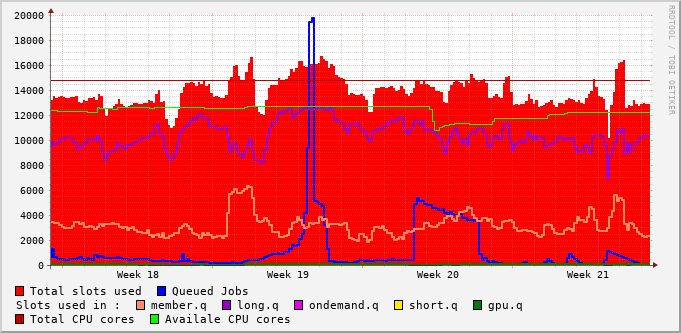 20000
18000
16000
14000
12000
10000
8000
6000
4000
2000
0
Week 18 Week 19 Week 20 Week 21
RRDTOOL / TOBI OETIKER
Total slots used Queued Jobs
Slots used in : member.q long.q ondemand.q short.q gpu.q
Total CPU cores Availale CPU cores